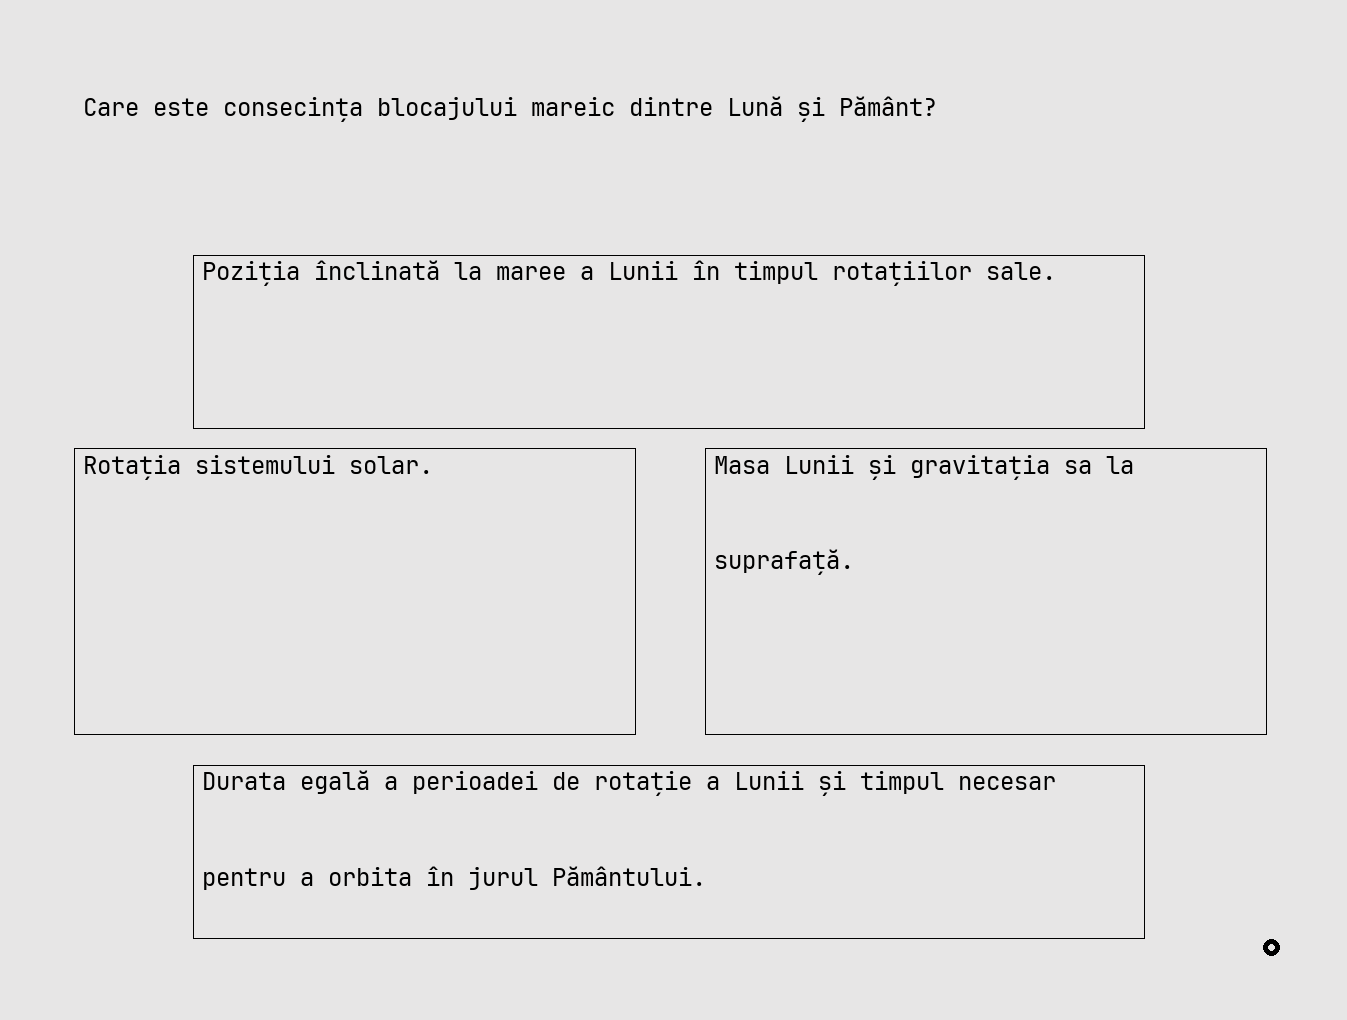 Care este consecința blocajului mareic dintre Lună și Pământ?
Poziția înclinată la maree a Lunii în timpul rotațiilor sale.
Rotația sistemului solar.
Masa Lunii și gravitația sa la
suprafață.
Durata egală a perioadei de rotație a Lunii și timpul necesar
pentru a orbita în jurul Pământului.